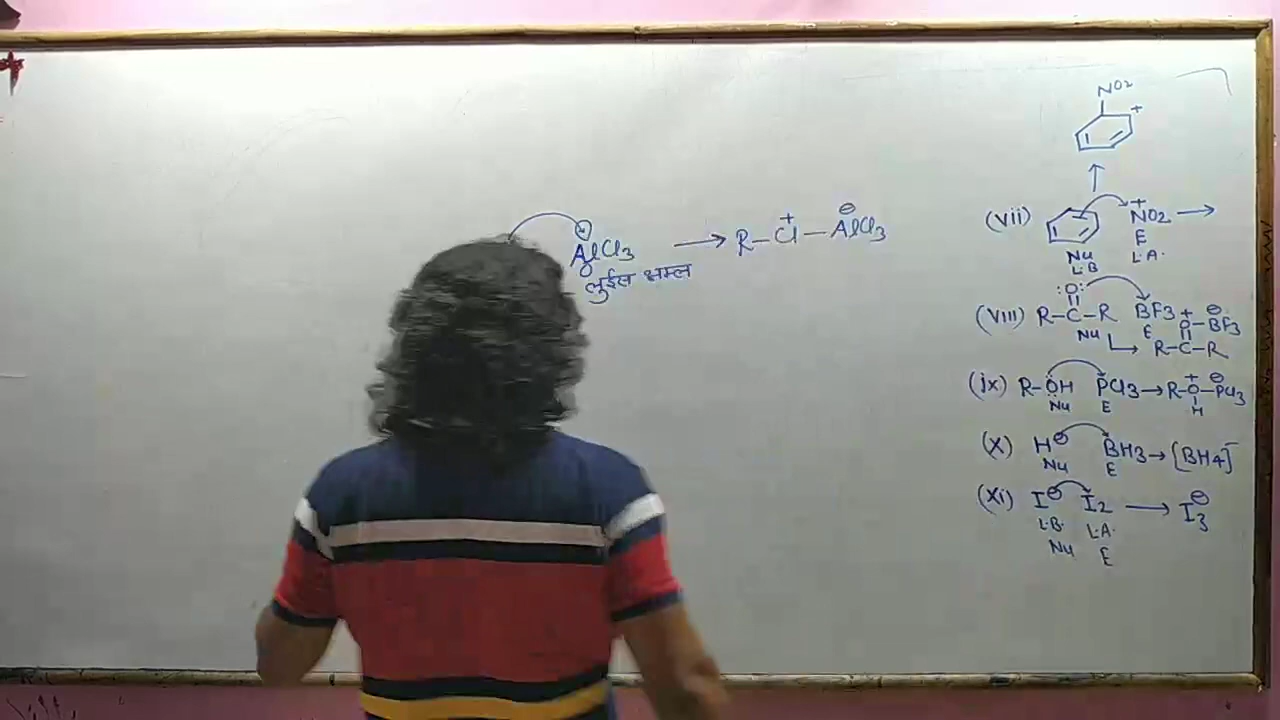 AlCl3 ⟶ R–Cl⁺–AlCl3⊖
लुईस अम्ल
NO2
+
(vii) +NO2 ⟶
Nu E
L.B L.A.
:O:
(viii) R–C–R BF3
Nu E
+O–BF3⊖
R–C–R
(ix) R–ÖH PCl3 → R–O⁺–PCl3⊖
Nu E H
(x) H⊖ BH3 → [BH4]⁻
Nu E
(xi) I⊖ I2 ⟶ I3⊖
L.B. L.A.
Nu E